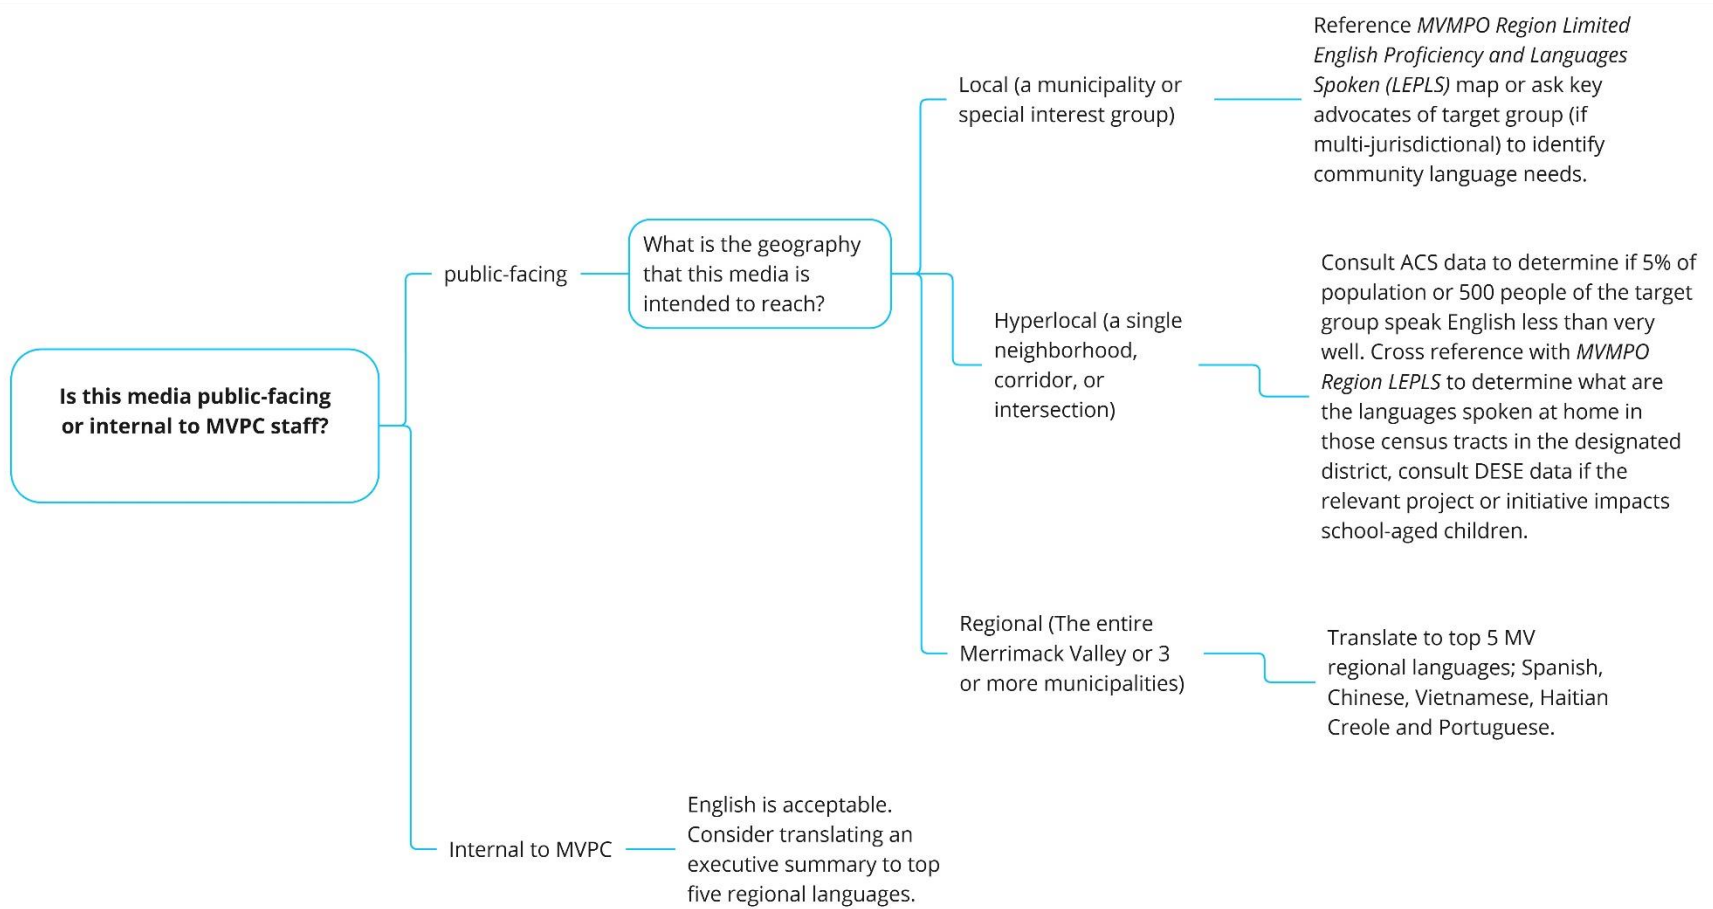 Is this media public-facing
or internal to MVPC staff?
public-facing
What is the geography
that this media is
intended to reach?
Local (a municipality or
special interest group)
Reference MVMPO Region Limited
English Proficiency and Languages
Spoken (LEPLS) map or ask key
advocates of target group (if
multi-jurisdictional) to identify
community language needs.
Hyperlocal (a single
neighborhood,
corridor, or
intersection)
Consult ACS data to determine if 5% of
population or 500 people of the target
group speak English less than very
well. Cross reference with MVMPO
Region LEPLS to determine what are
the languages spoken at home in
those census tracts in the designated
district, consult DESE data if the
relevant project or initiative impacts
school-aged children.
Regional (The entire
Merrimack Valley or 3
or more municipalities)
Translate to top 5 MV
regional languages; Spanish,
Chinese, Vietnamese, Haitian
Creole and Portuguese.
Internal to MVPC
English is acceptable.
Consider translating an
executive summary to top
five regional languages.